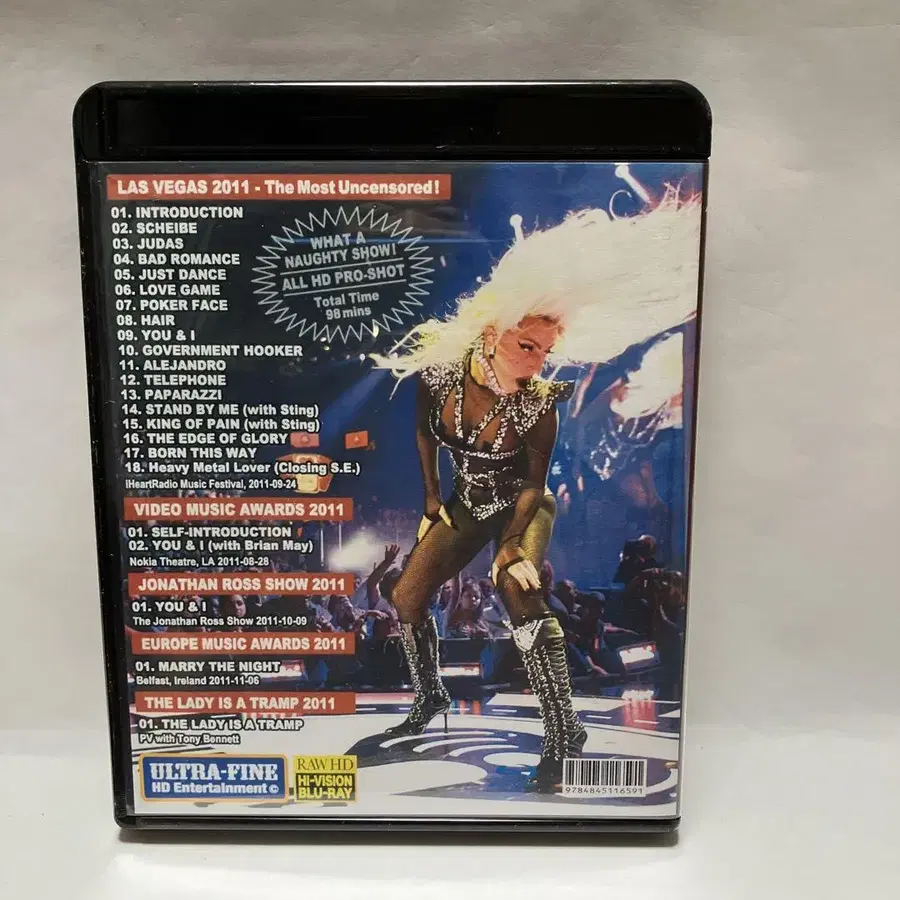 LAS VEGAS 2011 - The Most Uncensored!
01. INTRODUCTION
02. SCHEIBE
03. JUDAS
04. BAD ROMANCE
05. JUST DANCE
06. LOVE GAME
07. POKER FACE
08. HAIR
09. YOU & I
10. GOVERNMENT HOOKER
11. ALEJANDRO
12. TELEPHONE
13. PAPARAZZI
14. STAND BY ME (with Sting)
15. KING OF PAIN (with Sting)
16. THE EDGE OF GLORY
17. BORN THIS WAY
18. Heavy Metal Lover (Closing S.E.)
iHeartRadio Music Festival, 2011-09-24
WHAT A
NAUGHTY SHOW!
ALL HD PRO-SHOT
Total Time
98 mins
VIDEO MUSIC AWARDS 2011
01. SELF-INTRODUCTION
02. YOU & I (with Brian May)
Nokia Theatre, LA 2011-08-28
JONATHAN ROSS SHOW 2011
01. YOU & I
The Jonathan Ross Show 2011-10-09
EUROPE MUSIC AWARDS 2011
01. MARRY THE NIGHT
Belfast, Ireland 2011-11-06
THE LADY IS A TRAMP 2011
01. THE LADY IS A TRAMP
PV with Tony Bennett
ULTRA-FINE
HD Entertainment©
RAW HD
HI-VISION
BLU-RAY
9784845116591